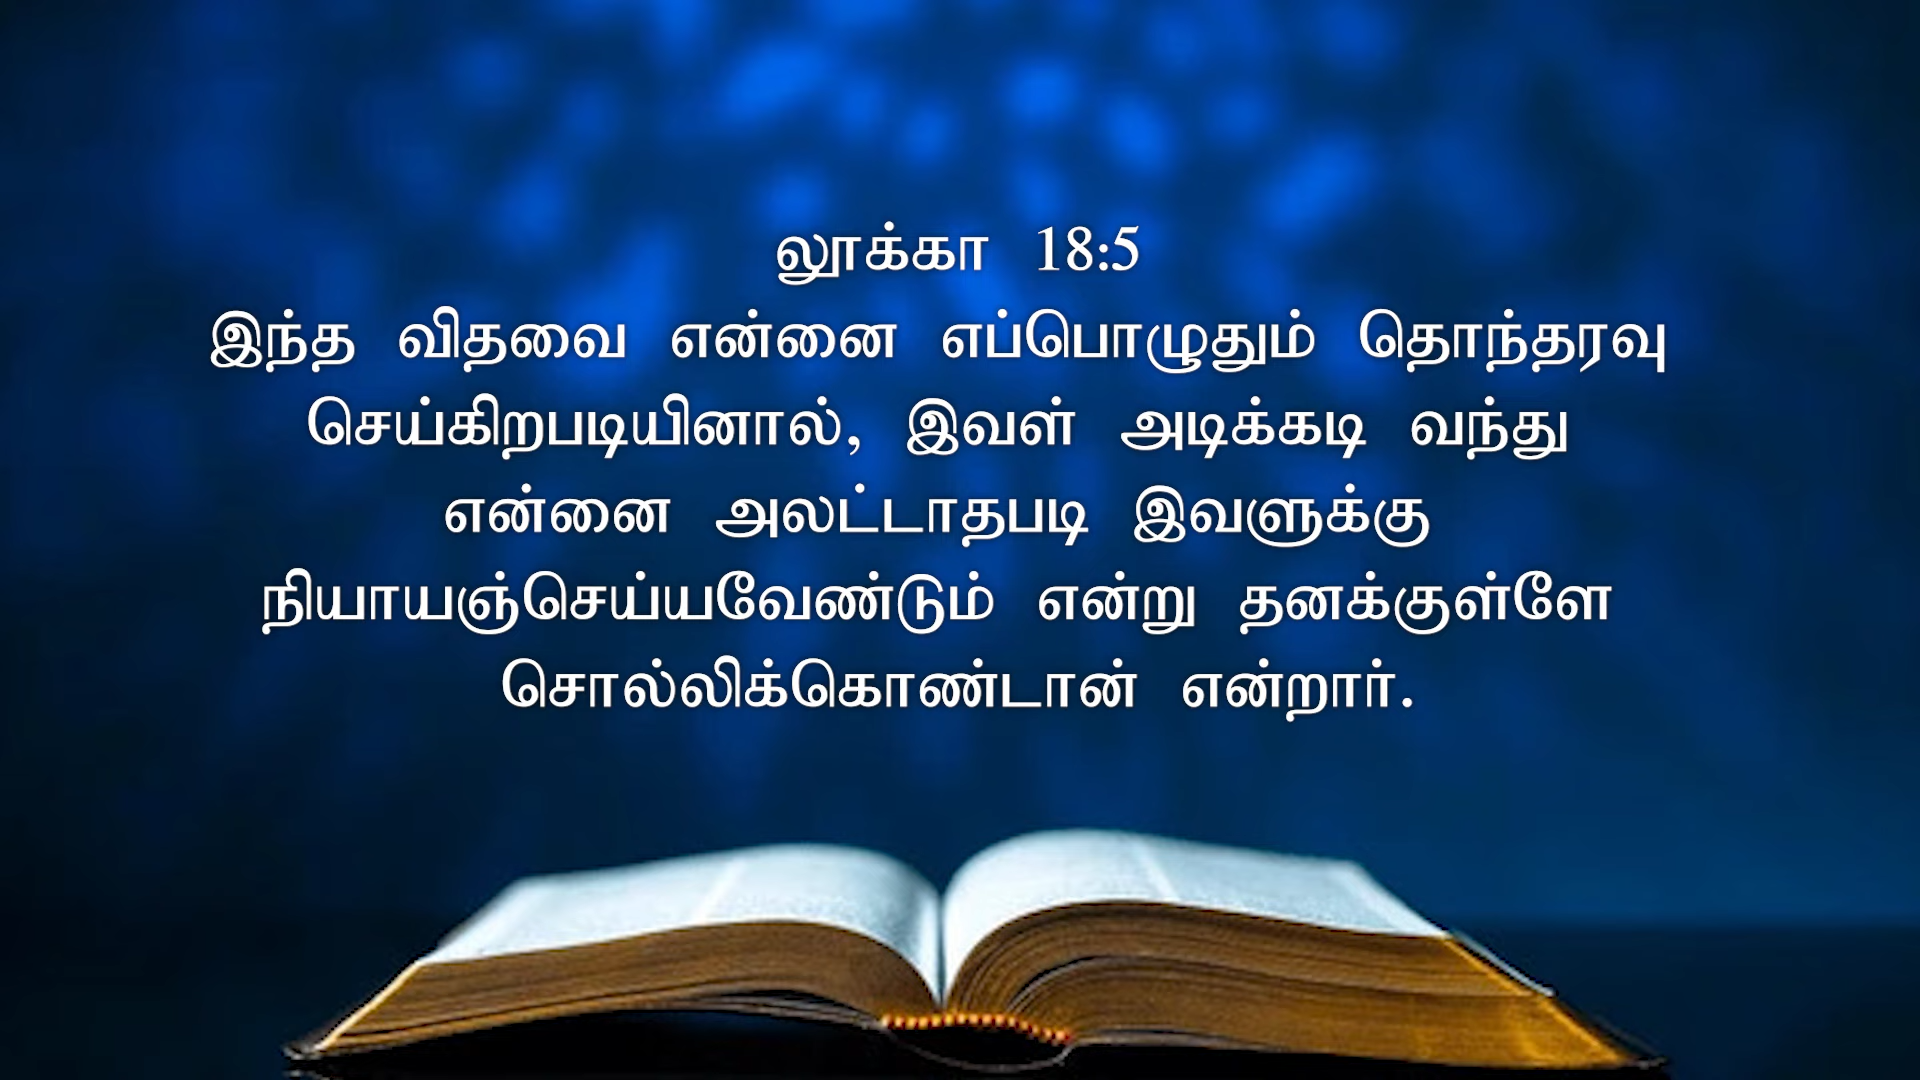 லூக்கா 18:5
இந்த விதவை என்னை எப்பொழுதும் தொந்தரவு
செய்கிறபடியினால், இவள் அடிக்கடி வந்து
என்னை அலட்டாதபடி இவளுக்கு
நியாயஞ்செய்யவேண்டும் என்று தனக்குள்ளே
சொல்லிக்கொண்டான் என்றார்.